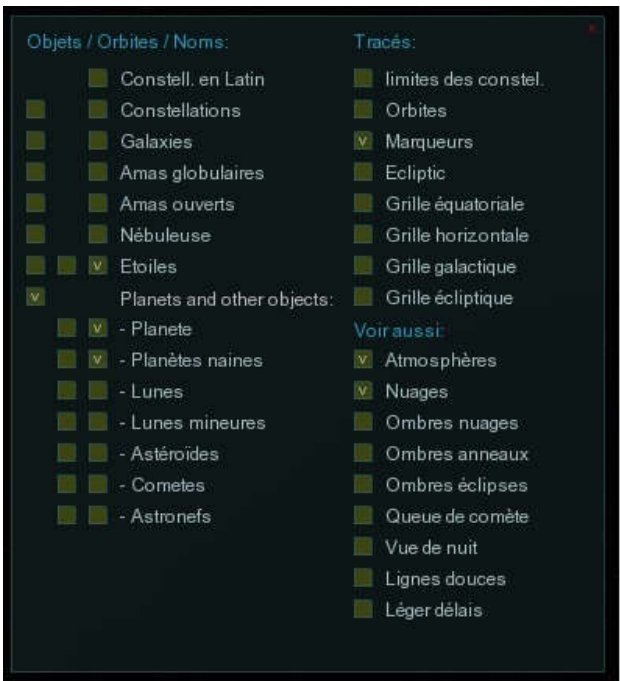 Objets / Orbites / Noms:
Constell. en Latin
Constellations
Galaxies
Amas globulaires
Amas ouverts
Nébuleuse
v Etoiles
v Planets and other objects:
v - Planete
v - Planètes naines
- Lunes
- Lunes mineures
- Astéroïdes
- Cometes
- Astronefs
Tracés:
limites des constel.
Orbites
v Marqueurs
Ecliptic
Grille équatoriale
Grille horizontale
Grille galactique
Grille écliptique
Voir aussi:
v Atmosphères
v Nuages
Ombres nuages
Ombres anneaux
Ombres éclipses
Queue de comète
Vue de nuit
Lignes douces
Léger délais